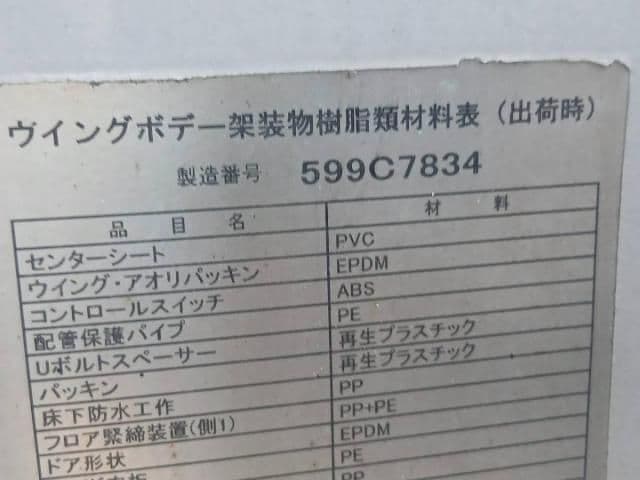 ヴイングボデー架装物樹脂類材料表（出荷時）
製造番号 599C7834
品目名 材料
センターシート PVC
ウイング・アオリパッキン EPDM
コントロールスイッチ ABS
配管保護パイプ PE
Uボルトスペーサー 再生プラスチック
パッキン 再生プラスチック
床下防水工作 PP
フロア緊締装置(側1) PP+PE
ドア形状 EPDM
PE
PP